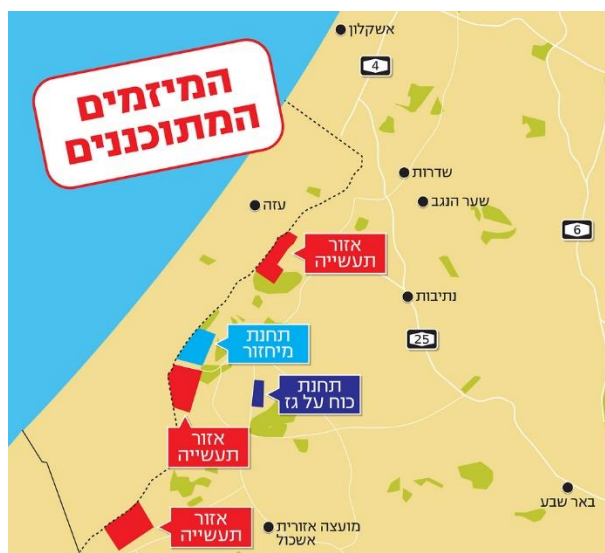 המיזמים
המתוכננים
אשקלון
4
שדרות
שער הנגב
עזה
6
אזור
תעשייה
נתיבות
תחנת
מיחזור
25
תחנת
כוח על גז
אזור
תעשייה
באר שבע
אזור
תעשייה
מועצה אזורית
אשכול